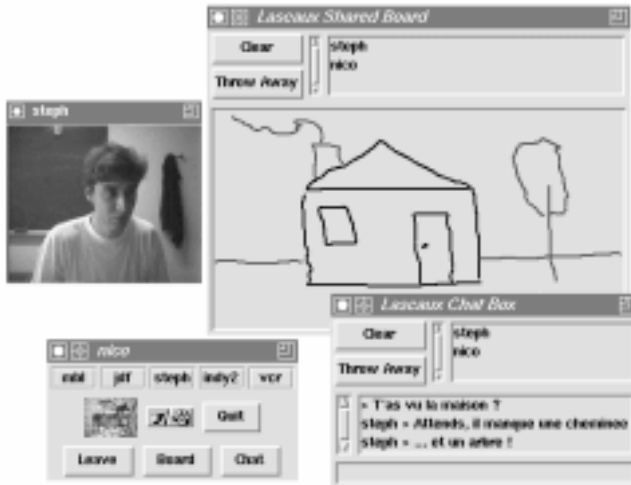 Lascaux Shared Board
Clear
steph
nico
Throw Away
steph
Lascaux Chat Box
Clear
steph
nico
Throw Away
nico
mbl jdf steph indy2 vcr
Quit
Leave Board Chat
» T'as vu la maison ?
steph » Attends, il manque une cheminee
steph » ... et un arbre !